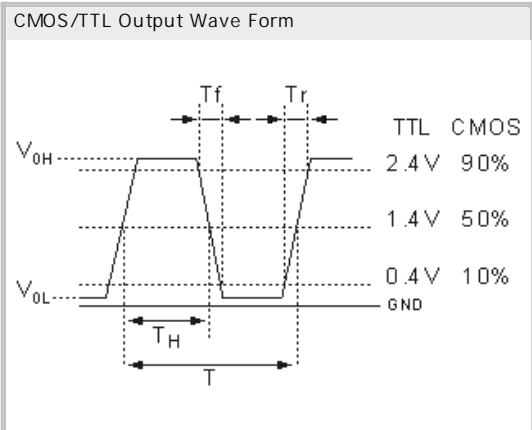 CMOS/TTL Output Wave Form
Tf Tr
TTL CMOS
V0H 2.4V 90%
1.4V 50%
0.4V 10%
V0L GND
TH
T